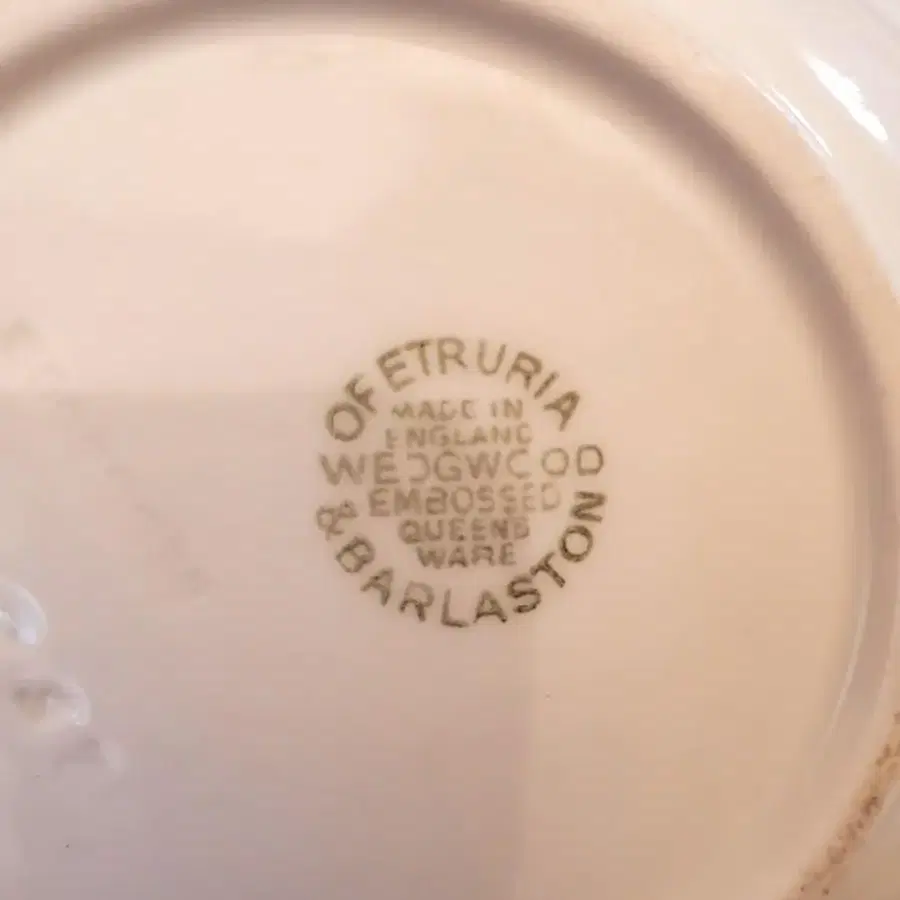 OF ETRURIA
MADE IN
ENGLAND
WEDGWOOD
EMBOSSED
QUEENS
WARE
& BARLASTON